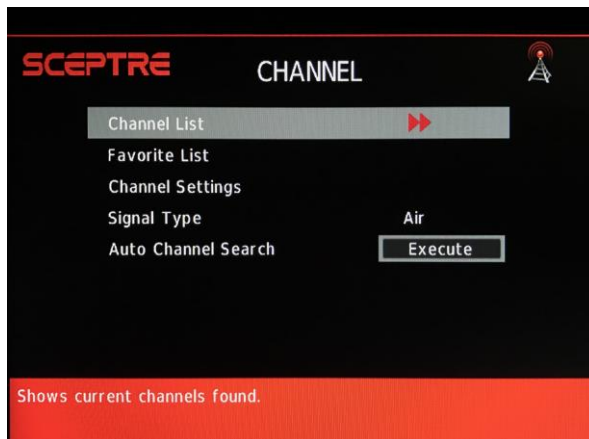 SCEPTRE
CHANNEL
Channel List
Favorite List
Channel Settings
Signal Type Air
Auto Channel Search Execute
Shows current channels found.